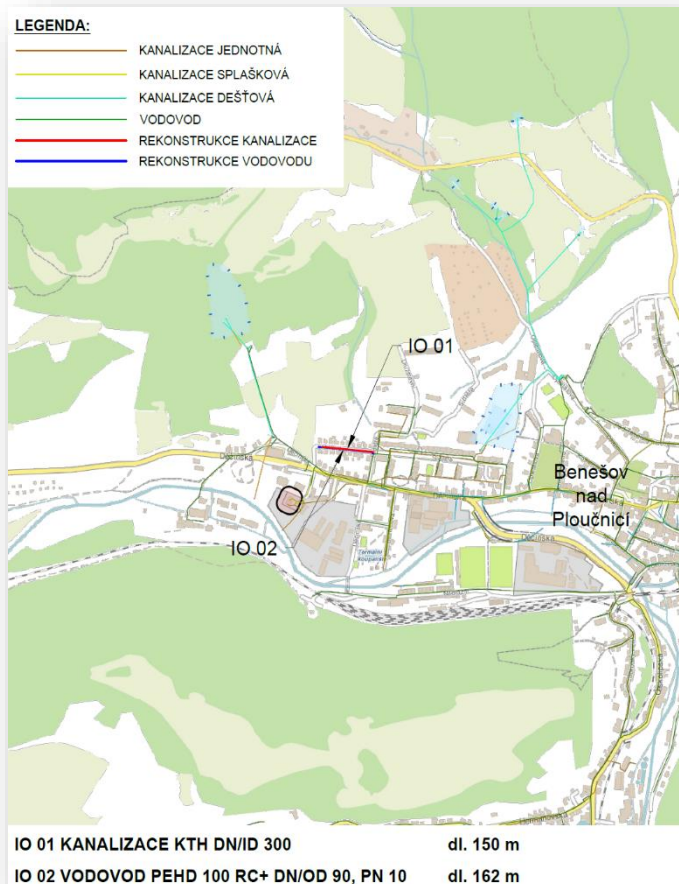 LEGENDA:
KANALIZACE JEDNOTNÁ
KANALIZACE SPLAŠKOVÁ
KANALIZACE DEŠŤOVÁ
VODOVOD
REKONSTRUKCE KANALIZACE
REKONSTRUKCE VODOVODU
IO 01
Děčínská
Benešov
nad
Ploučnicí
IO 02
Děčínská
IO 01 KANALIZACE KTH DN/ID 300 dl. 150 m
IO 02 VODOVOD PEHD 100 RC+ DN/OD 90, PN 10 dl. 162 m